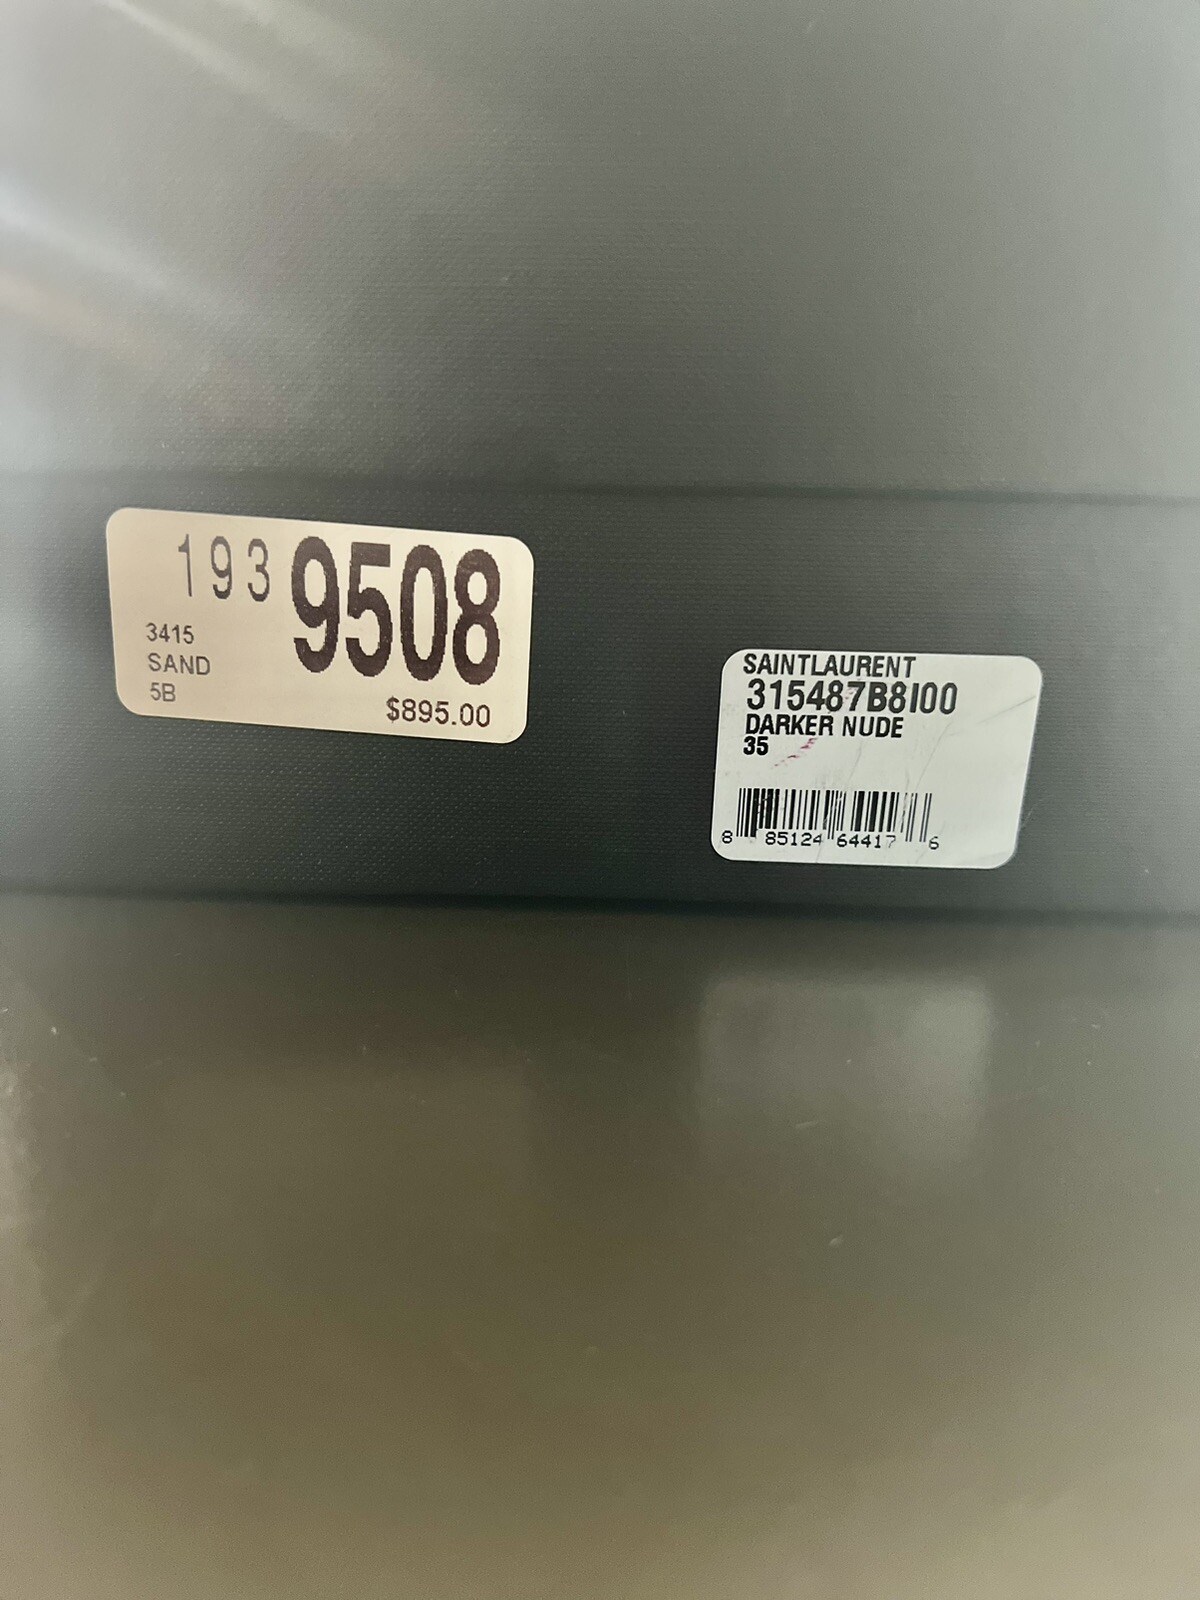 193 9508
3415
SAND
5B
$895.00
SAINTLAURENT
315487B8I00
DARKER NUDE
35
8 85124 64417 6